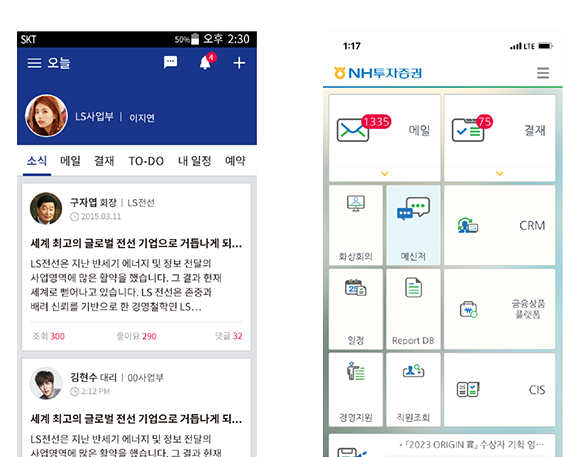 SKT
50%
오후 2:30
오늘
4
LS사업부 | 이지연
소식 메일 결재 TO-DO 내 일정 예약
구자엽 회장 | LS전선
2015.03.11
세계 최고의 글로벌 전선 기업으로 거듭나게 되...
LS전선은 지난 반세기 에너지 및 정보 전달의
사업영역에 많은 활약을 했습니다. 그 결과 현재
세계로 뻗어나고 있습니다. LS 전선은 존중과
배려 신뢰를 기반으로 한 경영철학인 LS...
조회 300 좋아요 290 댓글 32
김현수 대리 | 00사업부
2:12 PM
세계 최고의 글로벌 전선 기업으로 거듭나게 되...
LS전선은 지난 반세기 에너지 및 정보 전달의
사업영역에 많은 활약을 했습니다. 그 결과 현재
1:17
LTE
NH투자증권
1335
메일
75
결재
화상회의
메신저
CRM
25
일정
Report DB
금융상품
플랫폼
경영지원
직원조회
CIS
• 「2023 ORIGIN 賞」 수상자 기획 인…